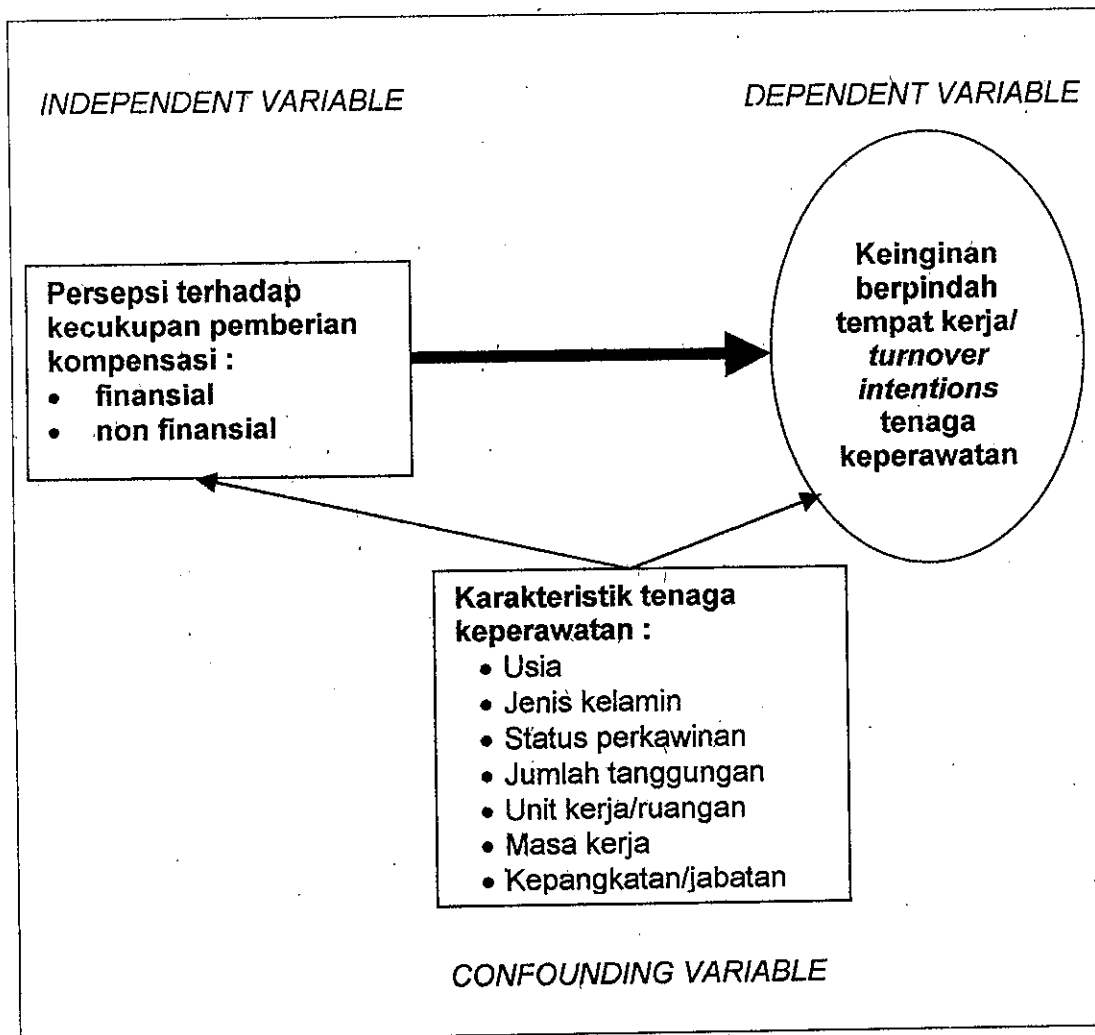 INDEPENDENT VARIABLE
DEPENDENT VARIABLE
Persepsi terhadap
kecukupan pemberian
kompensasi :
• finansial
• non finansial
Keinginan
berpindah
tempat kerja/
turnover
intentions
tenaga
keperawatan
Karakteristik tenaga
keperawatan :
• Usia
• Jenis kelamin
• Status perkawinan
• Jumlah tanggungan
• Unit kerja/ruangan
• Masa kerja
• Kepangkatan/jabatan
CONFOUNDING VARIABLE